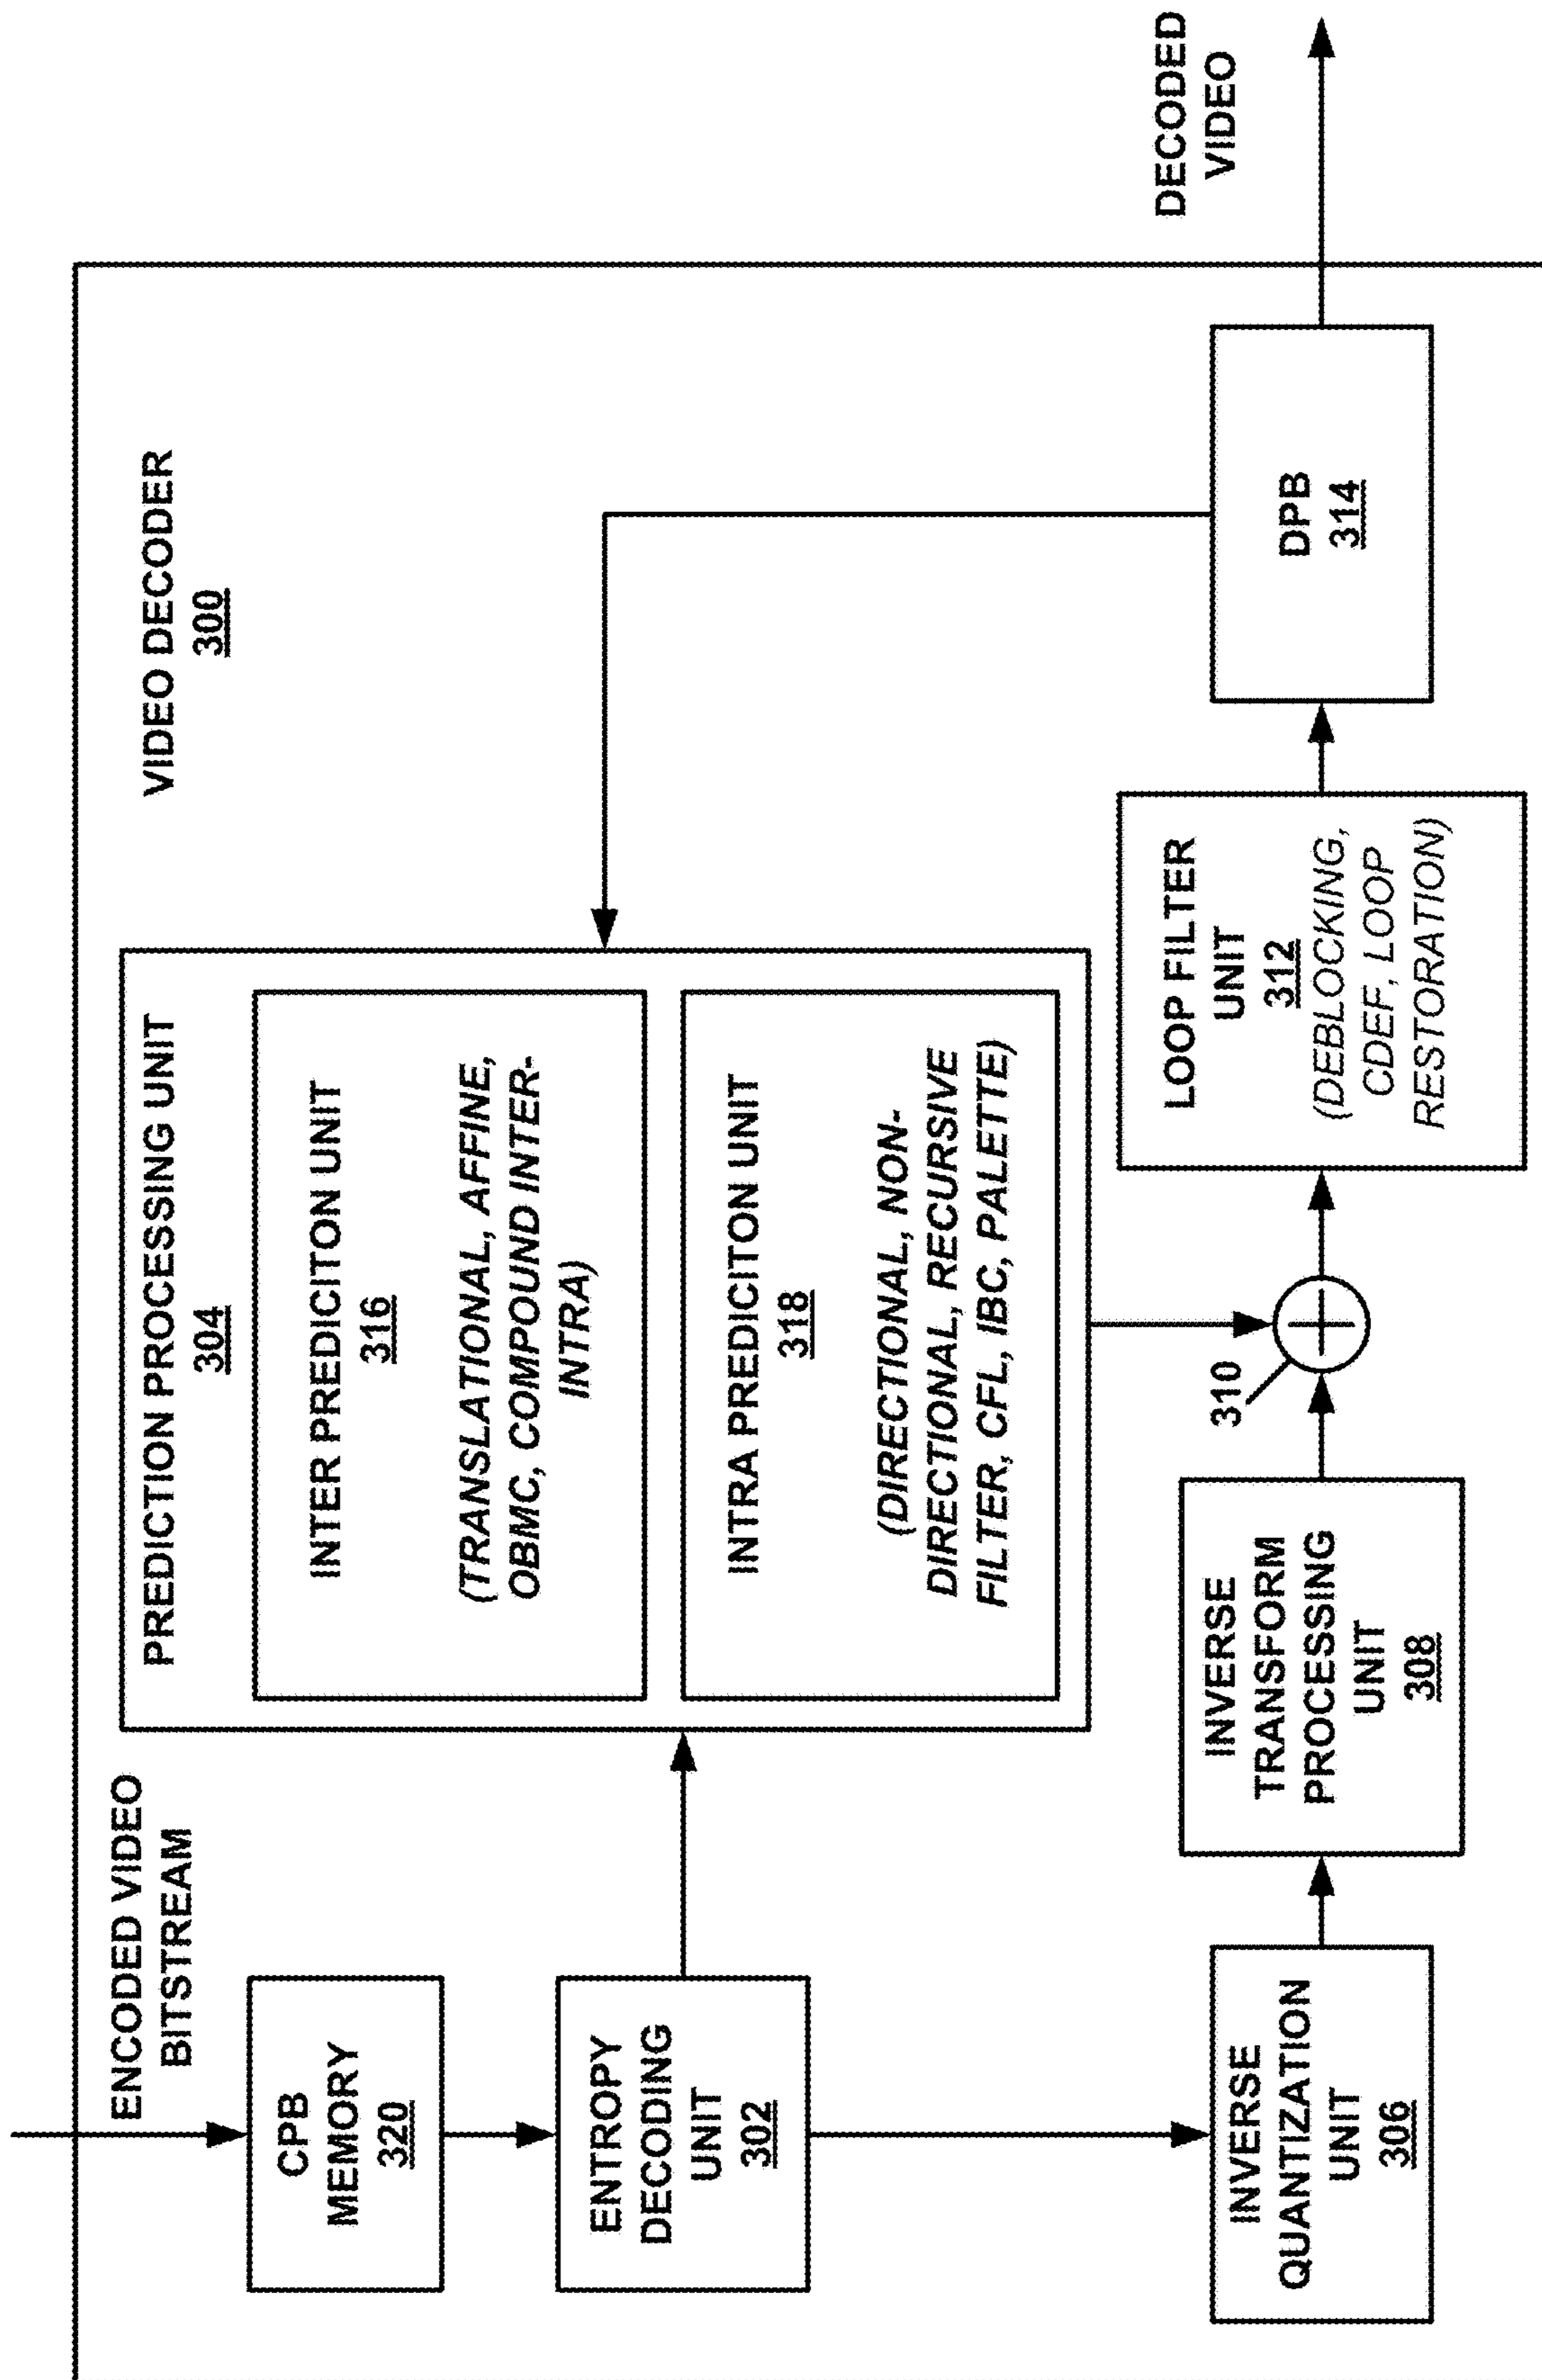 ENCODED VIDEO
BITSTREAM
VIDEO DECODER
300
CPB
MEMORY
320
ENTROPY
DECODING
UNIT
302
PREDICTION PROCESSING UNIT
304
INTER PREDICITON UNIT
316
(TRANSLATIONAL, AFFINE,
OBMC, COMPOUND INTER-
INTRA)
INTRA PREDICITON UNIT
318
(DIRECTIONAL, NON-
DIRECTIONAL, RECURSIVE
FILTER, CFL, IBC, PALETTE)
INVERSE
QUANTIZATION
UNIT
306
INVERSE
TRANSFORM
PROCESSING
UNIT
308
310
LOOP FILTER
UNIT
312
(DEBLOCKING,
CDEF, LOOP
RESTORATION)
DPB
314
DECODED
VIDEO